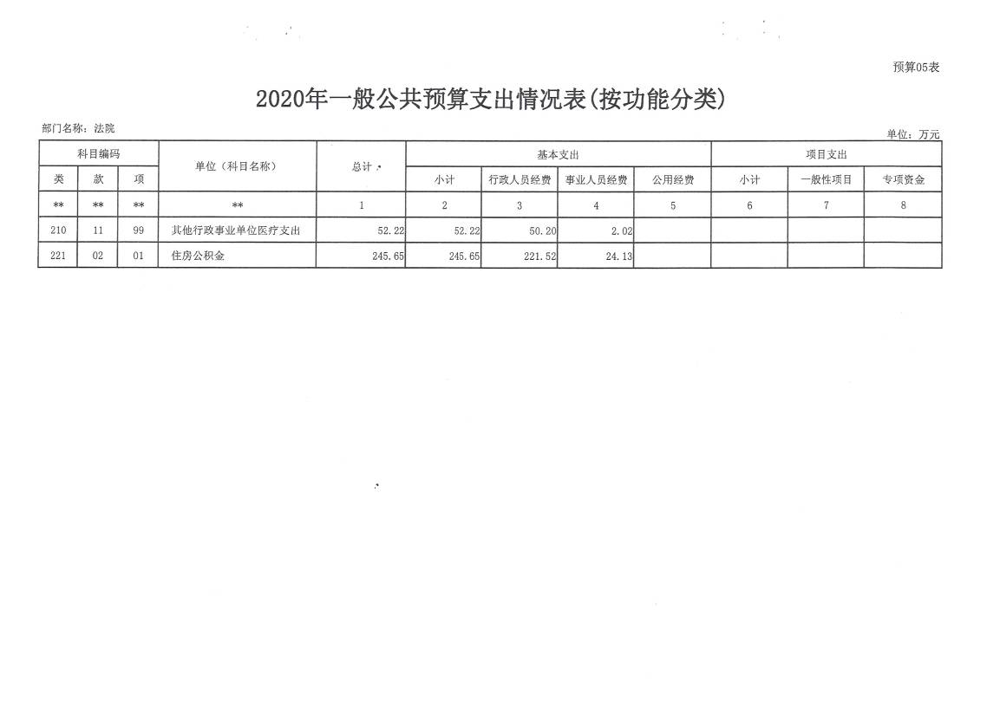 预算05表
2020年一般公共预算支出情况表(按功能分类)
部门名称：法院
单位：万元
科目编码 单位（科目名称） 总计 基本支出 项目支出
类 款 项 小计 行政人员经费 事业人员经费 公用经费 小计 一般性项目 专项资金
** ** ** ** 1 2 3 4 5 6 7 8
210 11 99 其他行政事业单位医疗支出 52.22 52.22 50.20 2.02
221 02 01 住房公积金 245.65 245.65 221.52 24.13